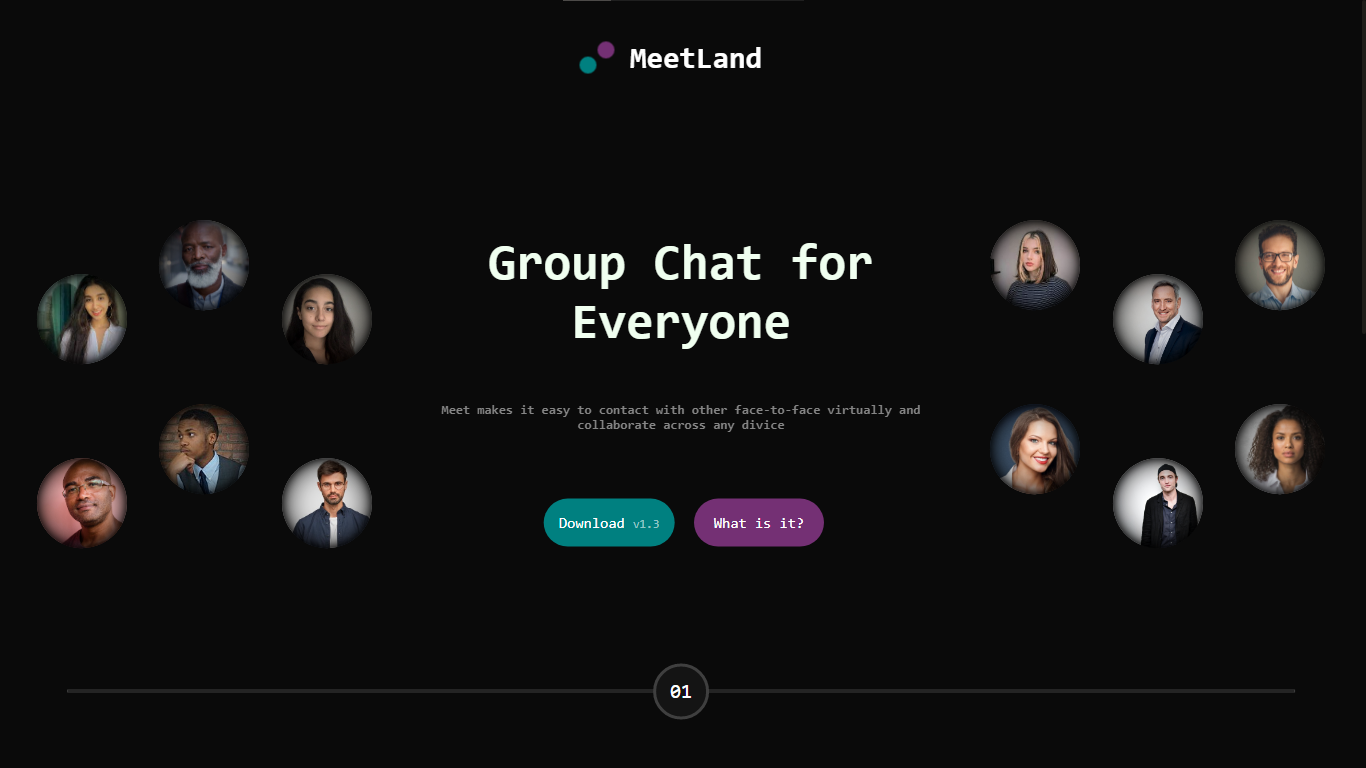 MeetLand
Group Chat for
Everyone
Meet makes it easy to contact with other face-to-face virtually and
collaborate across any divice
Download v1.3
What is it?
01